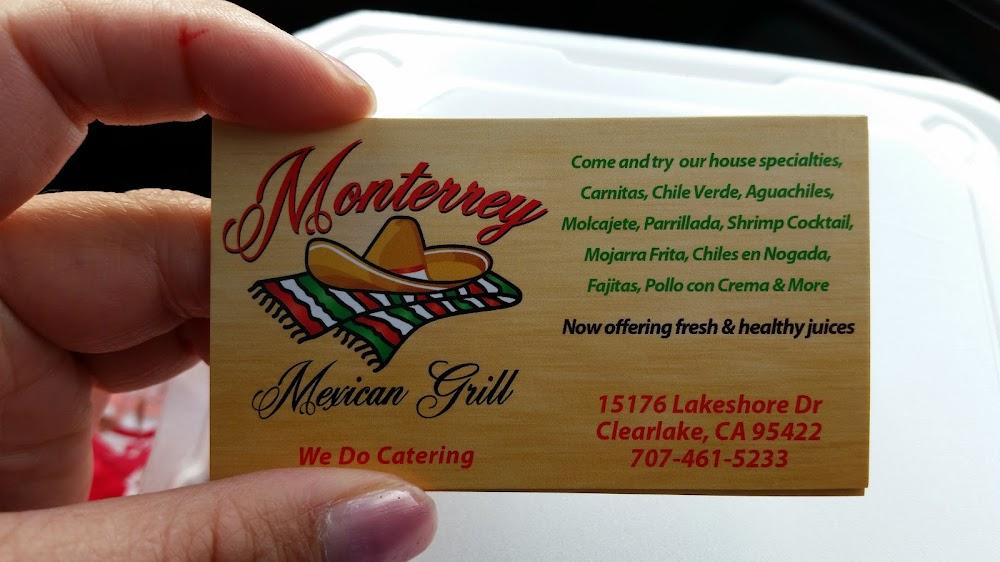 Monterrey
Mexican Grill
We Do Catering
Come and try our house specialties,
Carnitas, Chile Verde, Aguachiles,
Molcajete, Parrillada, Shrimp Cocktail,
Mojarra Frita, Chiles en Nogada,
Fajitas, Pollo con Crema & More
Now offering fresh & healthy juices
15176 Lakeshore Dr
Clearlake, CA 95422
707-461-5233